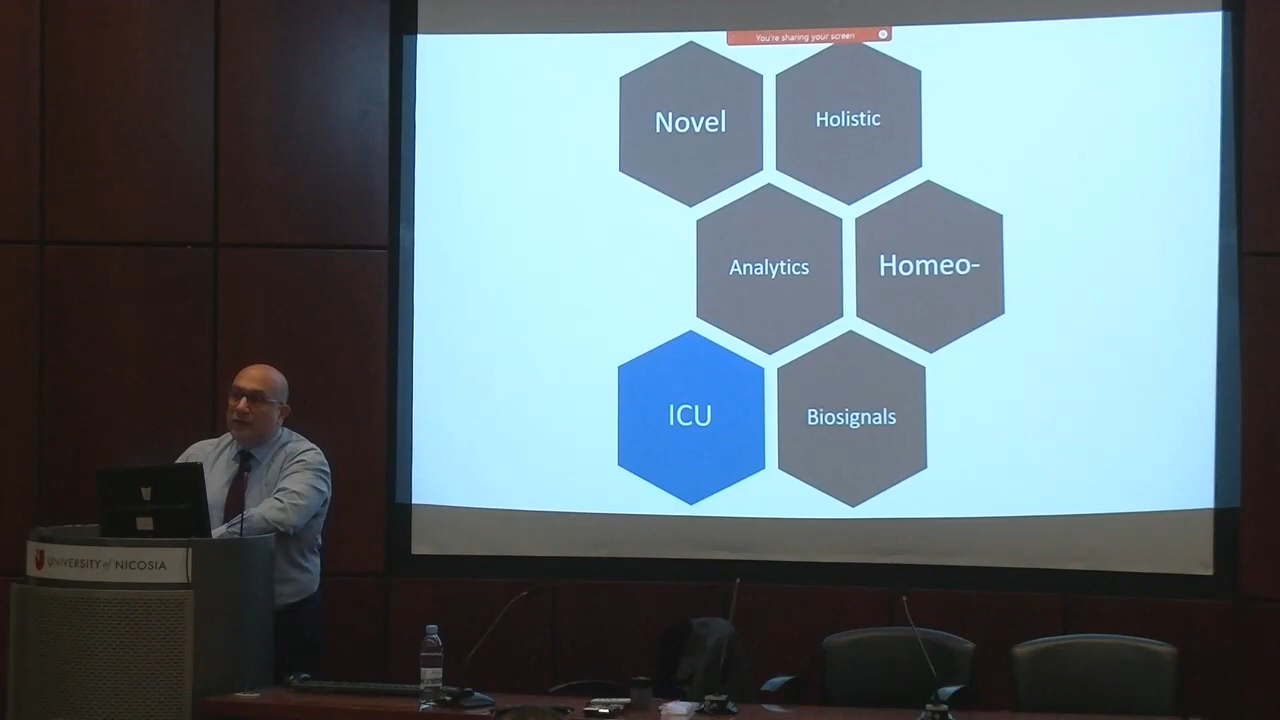 You're sharing your screen
Novel
Holistic
Analytics
Homeo-
ICU
Biosignals
UNIVERSITY of NICOSIA